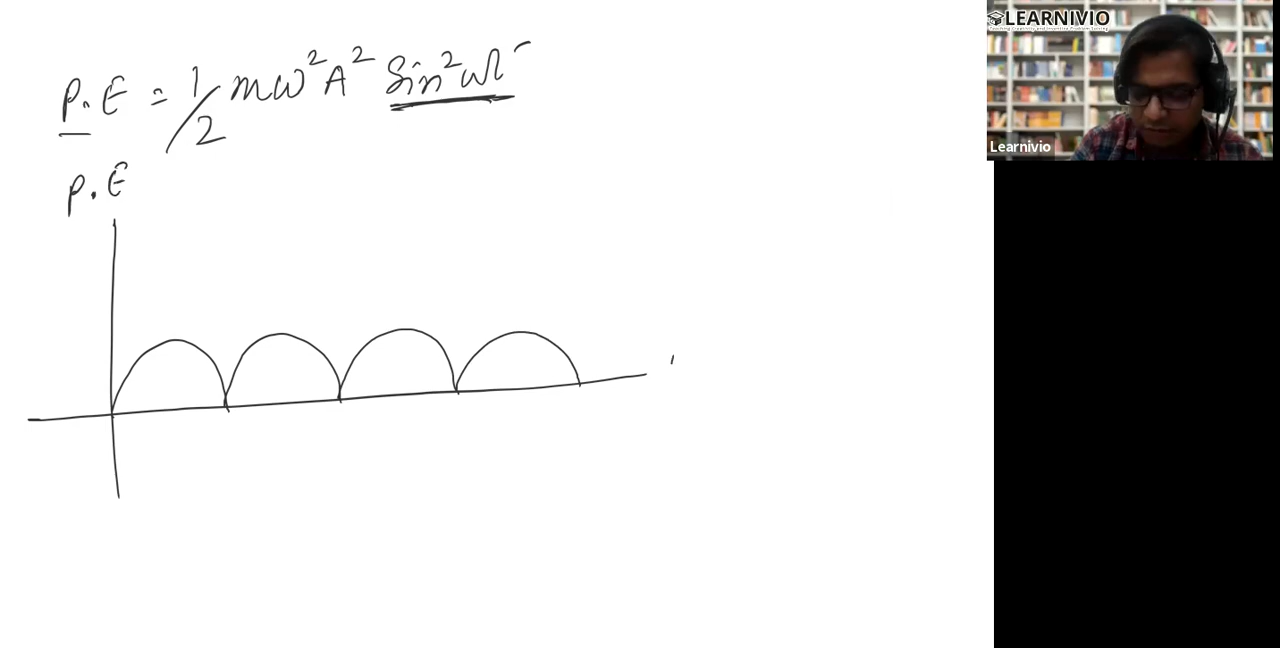 P.E = 1/2 mω²A² Sin²ωt
P.E
LEARNIVIO
Learnivio